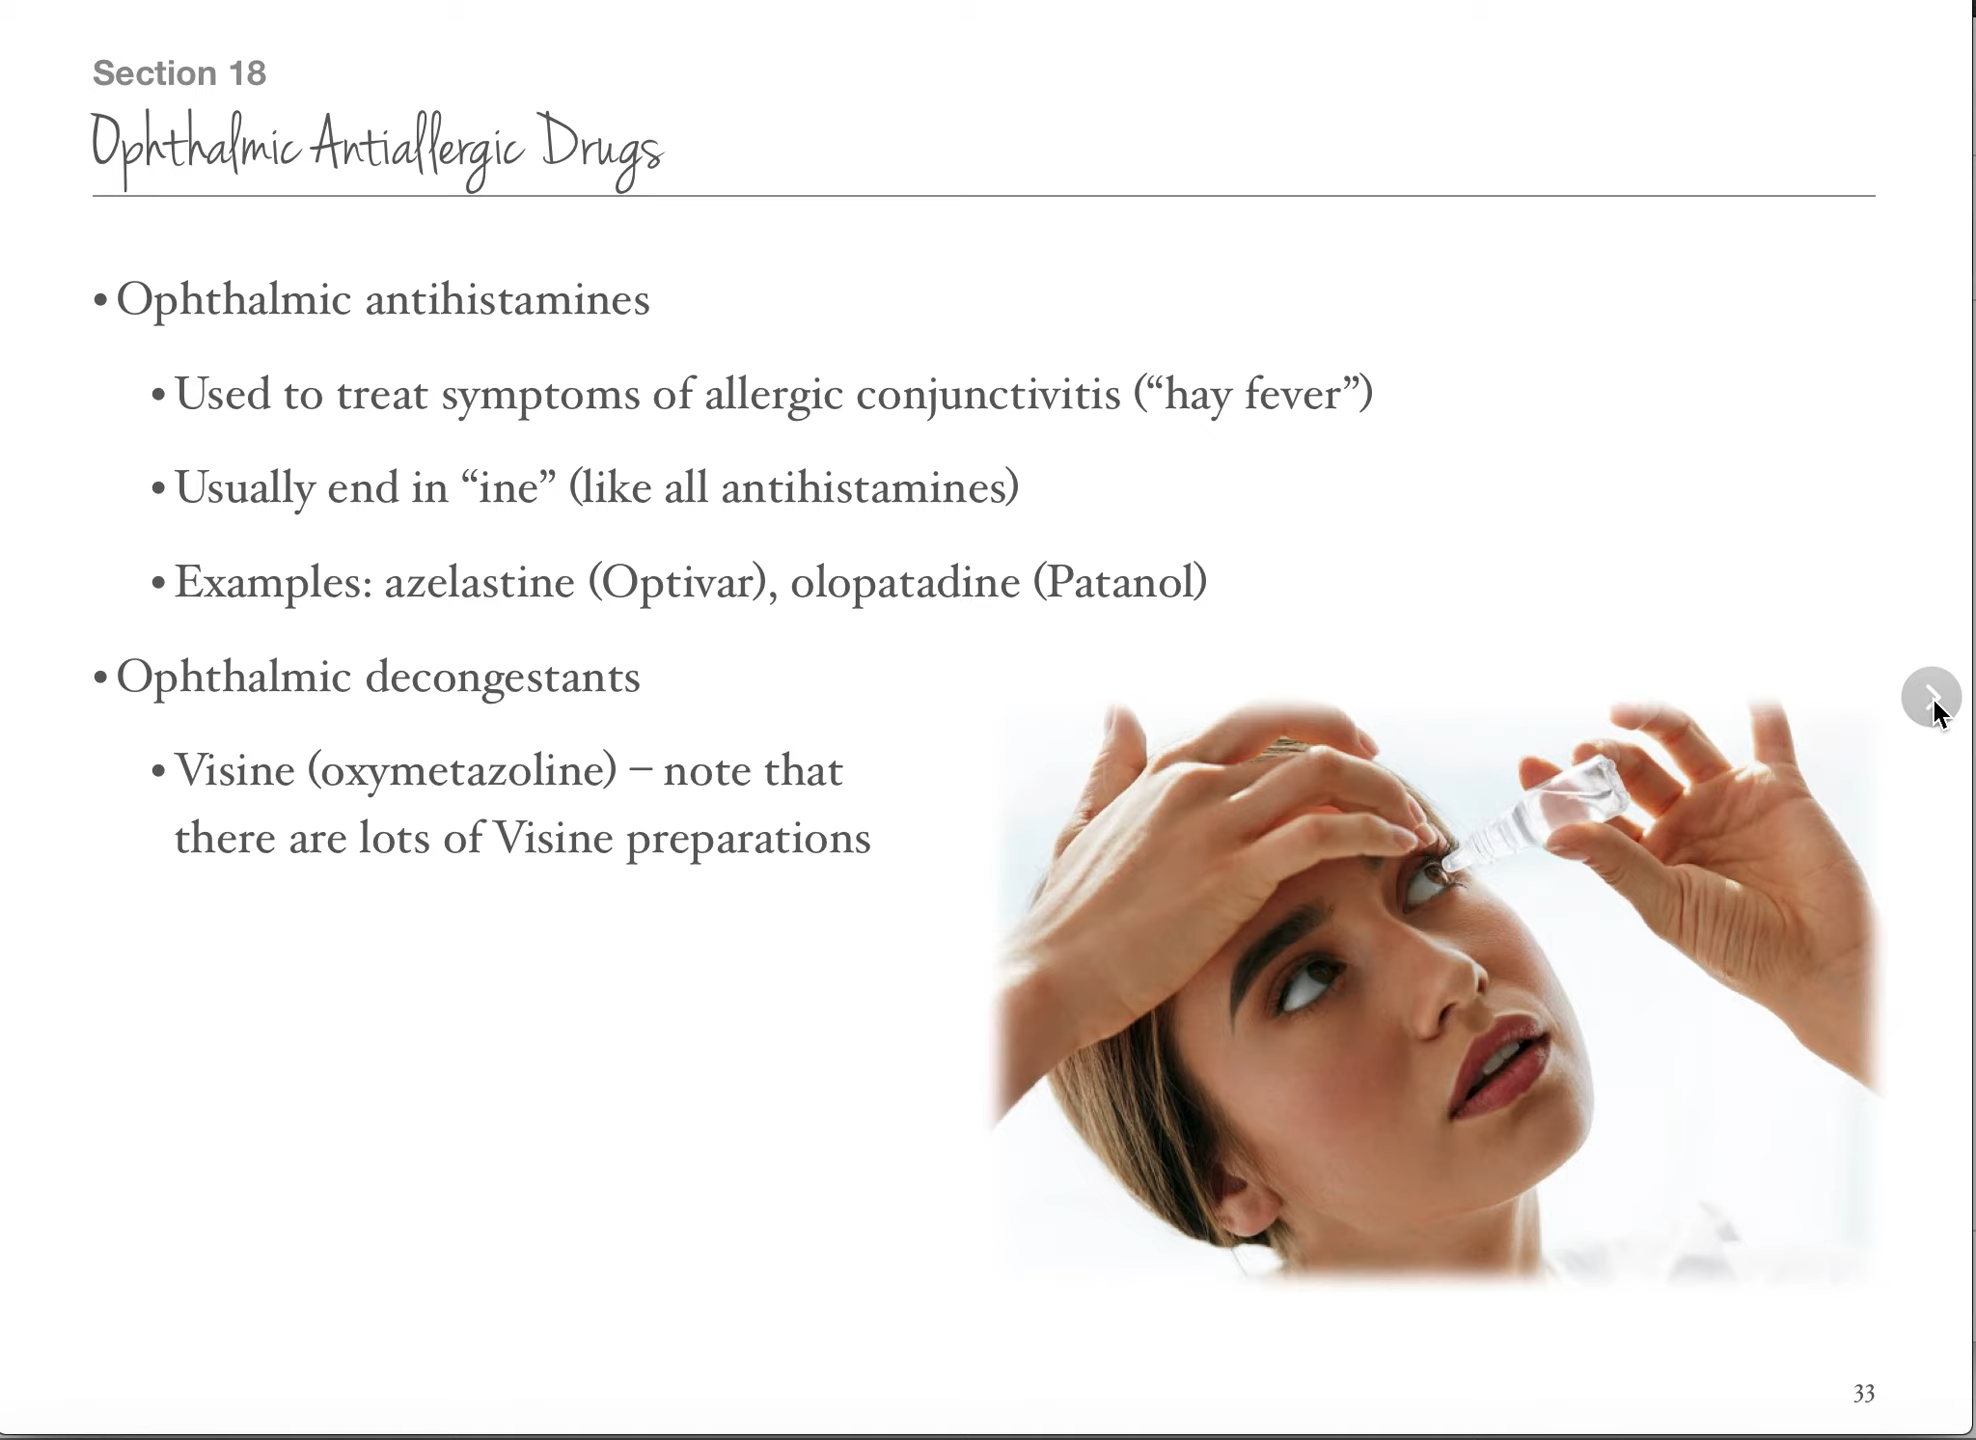 Section 18
Ophthalmic Antiallergic Drugs
• Ophthalmic antihistamines
• Used to treat symptoms of allergic conjunctivitis (“hay fever”)
• Usually end in “ine” (like all antihistamines)
• Examples: azelastine (Optivar), olopatadine (Patanol)
• Ophthalmic decongestants
• Visine (oxymetazoline) – note that
there are lots of Visine preparations
33